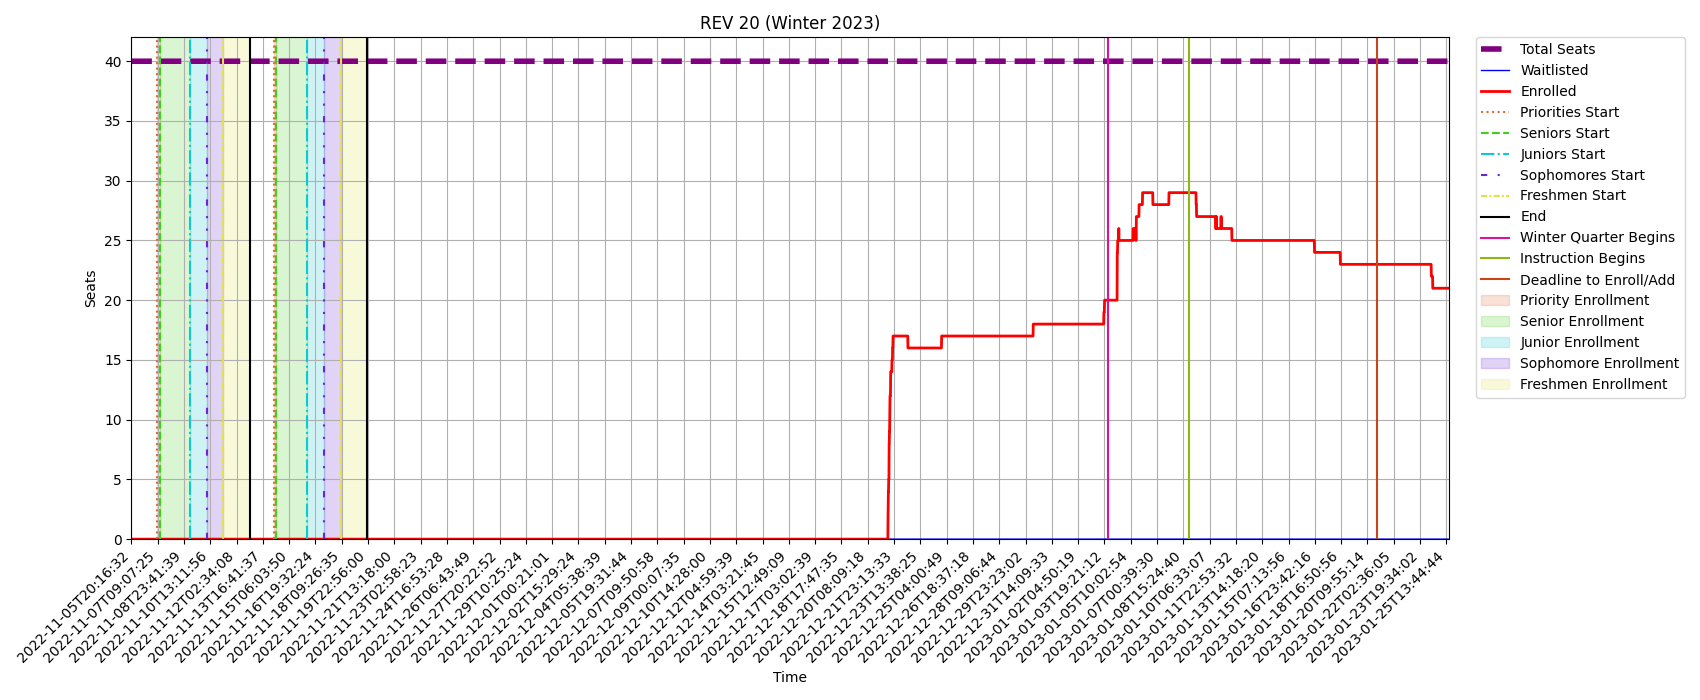 REV 20 (Winter 2023)
Seats
40
35
30
25
20
15
10
5
0
2022-11-05T20:16:32
2022-11-07T09:07:25
2022-11-08T23:41:39
2022-11-10T13:11:56
2022-11-12T02:34:08
2022-11-13T16:41:37
2022-11-15T06:03:50
2022-11-16T19:32:24
2022-11-18T09:26:35
2022-11-19T22:56:00
2022-11-21T13:18:00
2022-11-23T02:58:23
2022-11-24T16:53:28
2022-11-26T06:43:49
2022-11-27T20:22:52
2022-11-29T10:25:24
2022-12-01T00:21:01
2022-12-02T15:29:24
2022-12-04T05:38:39
2022-12-05T19:31:44
2022-12-07T09:50:58
2022-12-09T00:07:35
2022-12-10T14:28:00
2022-12-12T04:59:39
2022-12-14T03:21:45
2022-12-15T12:49:09
2022-12-17T03:02:39
2022-12-18T17:47:35
2022-12-20T08:09:18
2022-12-21T23:13:33
2022-12-23T13:38:25
2022-12-25T04:00:49
2022-12-26T18:37:18
2022-12-28T09:06:44
2022-12-29T23:23:02
2022-12-31T14:09:33
2023-01-02T04:50:19
2023-01-03T19:21:12
2023-01-05T10:02:54
2023-01-07T00:39:30
2023-01-08T15:24:40
2023-01-10T06:33:07
2023-01-11T22:53:32
2023-01-13T14:18:20
2023-01-15T07:13:56
2023-01-16T23:42:16
2023-01-18T16:50:56
2023-01-20T09:55:14
2023-01-22T02:36:05
2023-01-23T19:34:02
2023-01-25T13:44:44
Time
Total Seats
Waitlisted
Enrolled
Priorities Start
Seniors Start
Juniors Start
Sophomores Start
Freshmen Start
End
Winter Quarter Begins
Instruction Begins
Deadline to Enroll/Add
Priority Enrollment
Senior Enrollment
Junior Enrollment
Sophomore Enrollment
Freshmen Enrollment